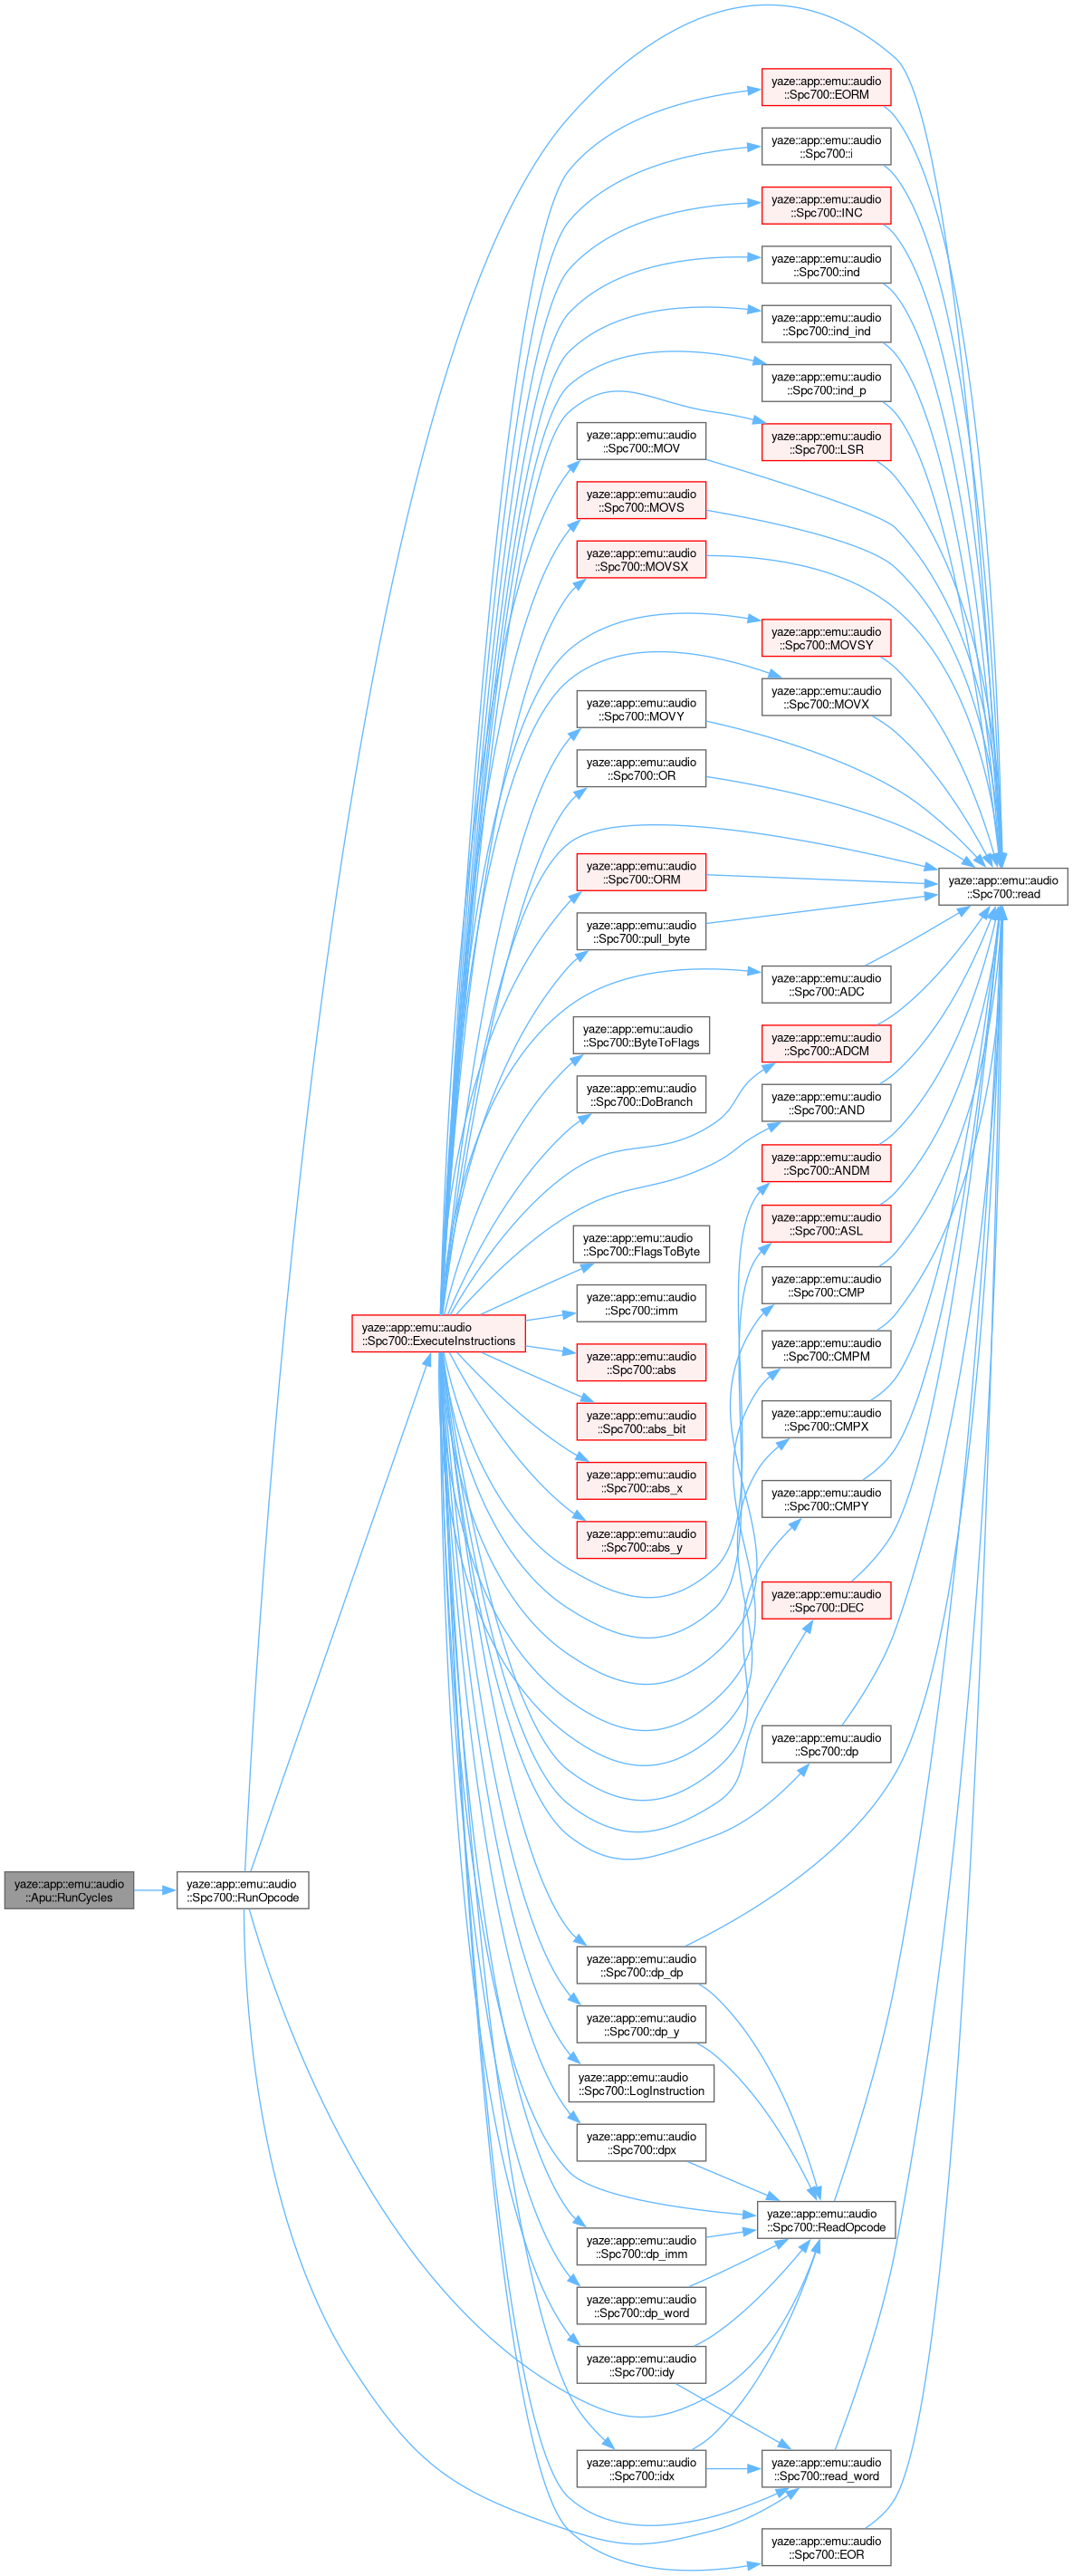 yaze::app::emu::audio
::Apu::RunCycles
yaze::app::emu::audio
::Spc700::RunOpcode
yaze::app::emu::audio
::Spc700::ExecuteInstructions
yaze::app::emu::audio
::Spc700::MOV
yaze::app::emu::audio
::Spc700::MOVS
yaze::app::emu::audio
::Spc700::MOVSX
yaze::app::emu::audio
::Spc700::MOVY
yaze::app::emu::audio
::Spc700::OR
yaze::app::emu::audio
::Spc700::ORM
yaze::app::emu::audio
::Spc700::pull_byte
yaze::app::emu::audio
::Spc700::ByteToFlags
yaze::app::emu::audio
::Spc700::DoBranch
yaze::app::emu::audio
::Spc700::FlagsToByte
yaze::app::emu::audio
::Spc700::imm
yaze::app::emu::audio
::Spc700::abs
yaze::app::emu::audio
::Spc700::abs_bit
yaze::app::emu::audio
::Spc700::abs_x
yaze::app::emu::audio
::Spc700::abs_y
yaze::app::emu::audio
::Spc700::dp_dp
yaze::app::emu::audio
::Spc700::dp_y
yaze::app::emu::audio
::Spc700::LogInstruction
yaze::app::emu::audio
::Spc700::dpx
yaze::app::emu::audio
::Spc700::dp_imm
yaze::app::emu::audio
::Spc700::dp_word
yaze::app::emu::audio
::Spc700::idy
yaze::app::emu::audio
::Spc700::idx
yaze::app::emu::audio
::Spc700::EORM
yaze::app::emu::audio
::Spc700::i
yaze::app::emu::audio
::Spc700::INC
yaze::app::emu::audio
::Spc700::ind
yaze::app::emu::audio
::Spc700::ind_ind
yaze::app::emu::audio
::Spc700::ind_p
yaze::app::emu::audio
::Spc700::LSR
yaze::app::emu::audio
::Spc700::MOVSY
yaze::app::emu::audio
::Spc700::MOVX
yaze::app::emu::audio
::Spc700::ADC
yaze::app::emu::audio
::Spc700::ADCM
yaze::app::emu::audio
::Spc700::AND
yaze::app::emu::audio
::Spc700::ANDM
yaze::app::emu::audio
::Spc700::ASL
yaze::app::emu::audio
::Spc700::CMP
yaze::app::emu::audio
::Spc700::CMPM
yaze::app::emu::audio
::Spc700::CMPX
yaze::app::emu::audio
::Spc700::CMPY
yaze::app::emu::audio
::Spc700::DEC
yaze::app::emu::audio
::Spc700::dp
yaze::app::emu::audio
::Spc700::ReadOpcode
yaze::app::emu::audio
::Spc700::read_word
yaze::app::emu::audio
::Spc700::EOR
yaze::app::emu::audio
::Spc700::read